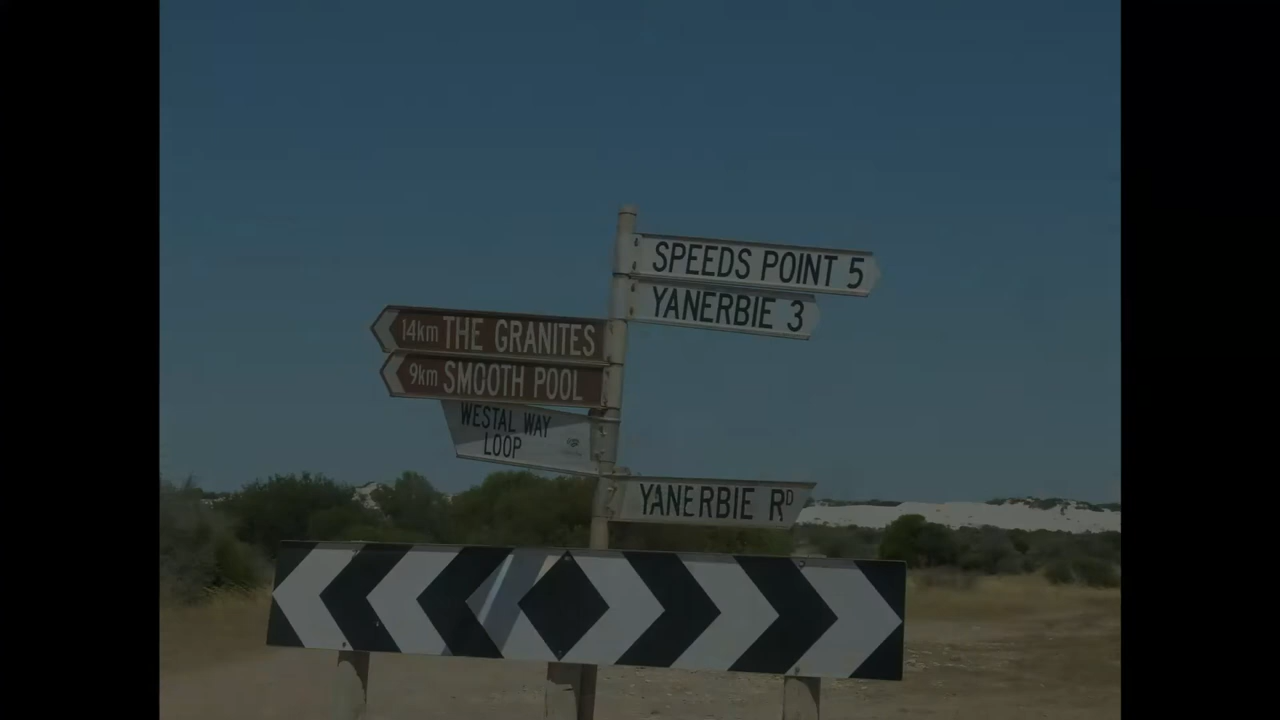 SPEEDS POINT 5
YANERBIE 3
14km THE GRANITES
9km SMOOTH POOL
WESTAL WAY
LOOP
YANERBIE RD